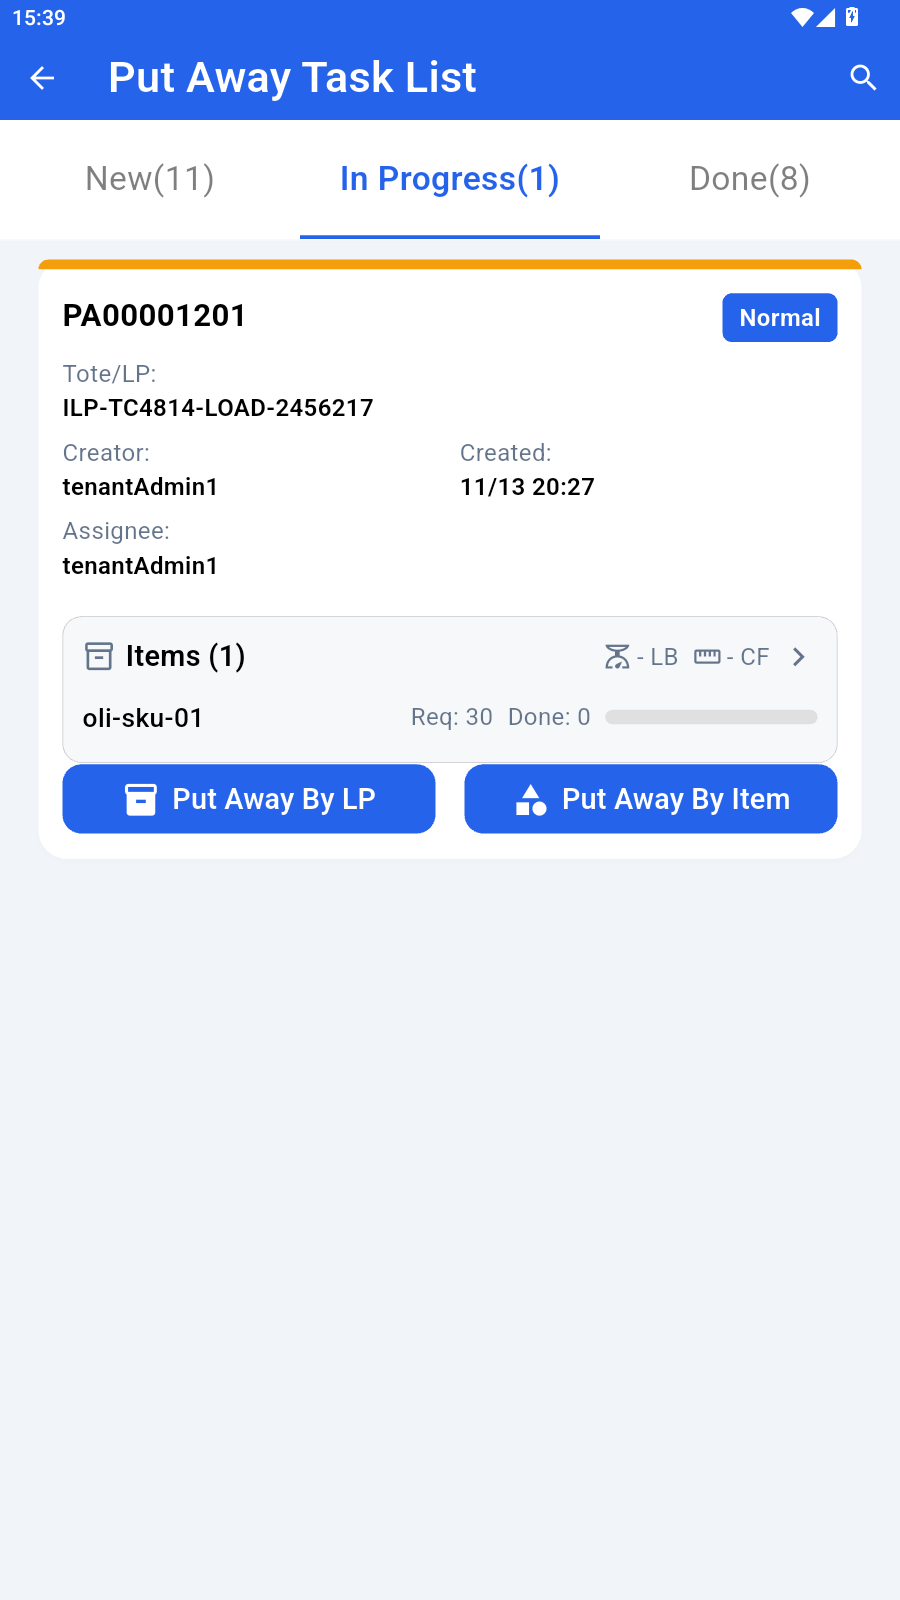 15:39
Put Away Task List
New(11)
In Progress(1)
Done(8)
PA00001201
Normal
Tote/LP:
ILP-TC4814-LOAD-2456217
Creator:
Created:
tenantAdmin1
11/13 20:27
Assignee:
tenantAdmin1
Items (1)
- LB
- CF
oli-sku-01
Req: 30
Done: 0
Put Away By LP
Put Away By Item